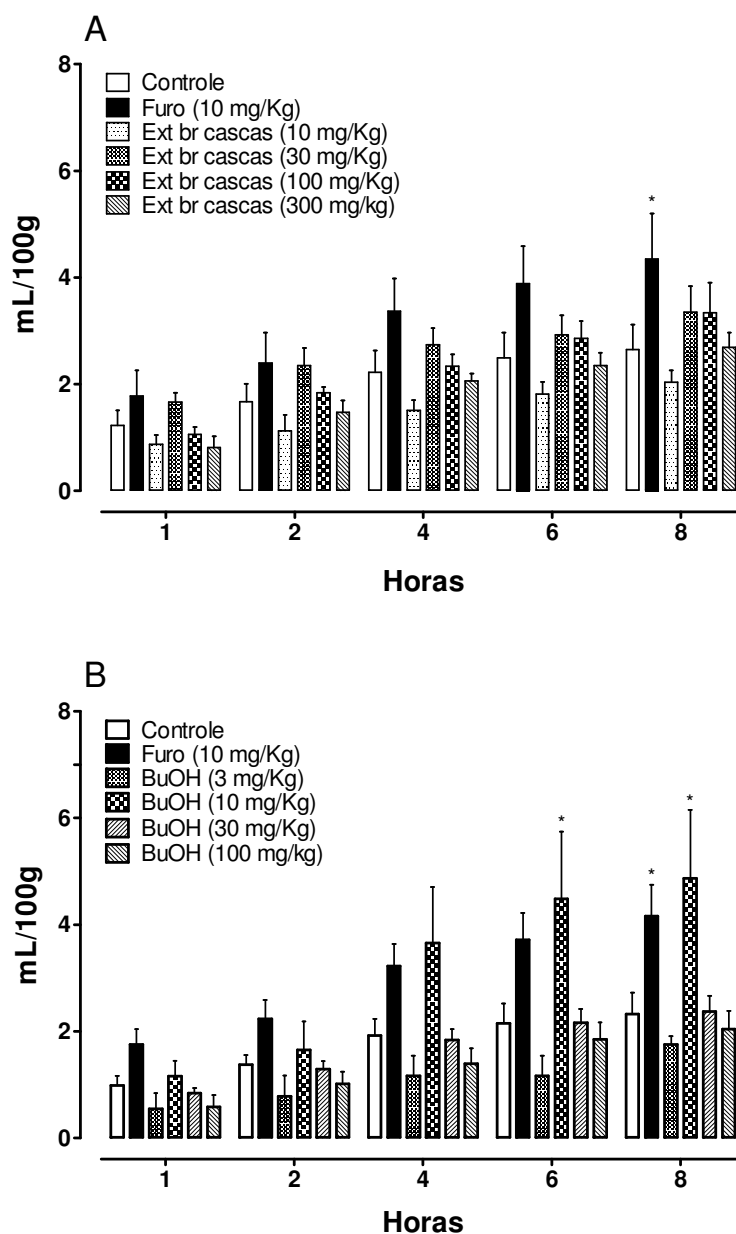 A
8
6
4
2
0
mL/100g
Controle
Furo (10 mg/Kg)
Ext br cascas (10 mg/Kg)
Ext br cascas (30 mg/Kg)
Ext br cascas (100 mg/Kg)
Ext br cascas (300 mg/kg)
*
1 2 4 6 8
Horas
B
8
6
4
2
0
mL/100g
Controle
Furo (10 mg/Kg)
BuOH (3 mg/Kg)
BuOH (10 mg/Kg)
BuOH (30 mg/Kg)
BuOH (100 mg/kg)
* * *
1 2 4 6 8
Horas